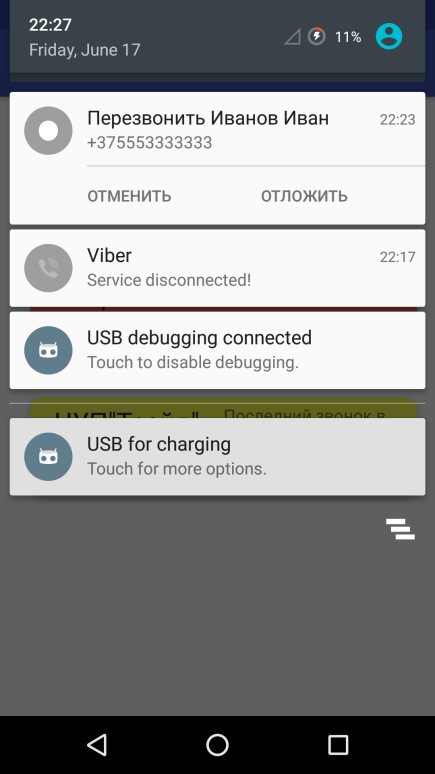 22:27
Friday, June 17
11%
Перезвонить Иванов Иван
22:23
+375553333333
ОТМЕНИТЬ
ОТЛОЖИТЬ
Viber
22:17
Service disconnected!
USB debugging connected
Touch to disable debugging.
Последний звонок в
USB for charging
Touch for more options.